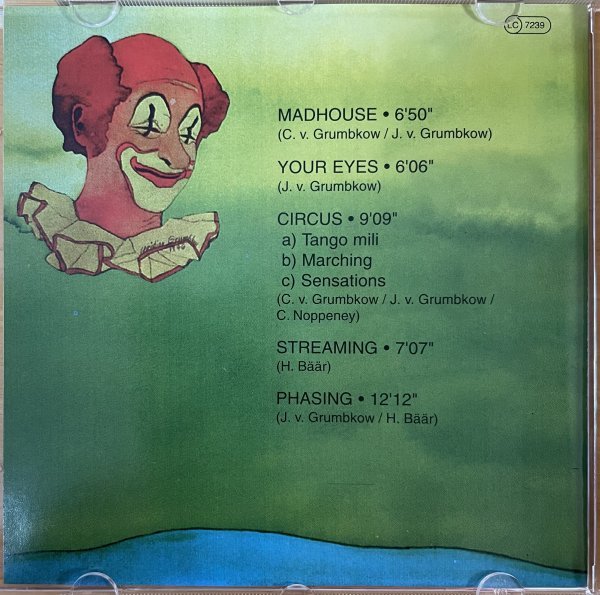 LC 7239
MADHOUSE • 6'50"
(C. v. Grumbkow / J. v. Grumbkow)
YOUR EYES • 6'06"
(J. v. Grumbkow)
CIRCUS • 9'09"
a) Tango mili
b) Marching
c) Sensations
(C. v. Grumbkow / J. v. Grumbkow /
C. Noppeney)
STREAMING • 7'07"
(H. Bäär)
PHASING • 12'12"
(J. v. Grumbkow / H. Bäär)